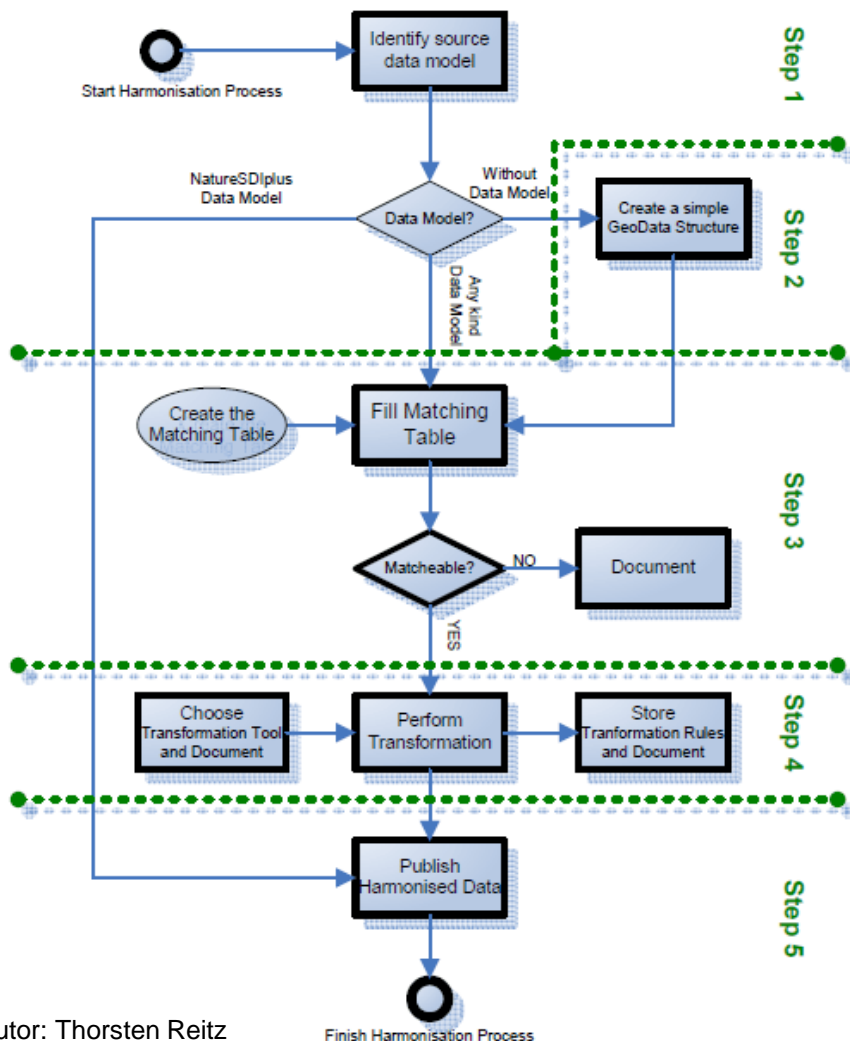 Identify source
data model
Start Harmonisation Process
Step 1
NatureSDIplus
Data Model
Without
Data Model
Data Model?
Create a simple
GeoData Structure
Step 2
Any kind
Data Model
Create the
Matching Table
Fill Matching
Table
Step 3
Matcheable?
NO
Document
YES
Choose
Transformation Tool
and Document
Perform
Transformation
Store
Tranformation Rules
and Document
Step 4
Publish
Harmonised Data
Step 5
utor: Thorsten Reitz
Finish Harmonisation Process